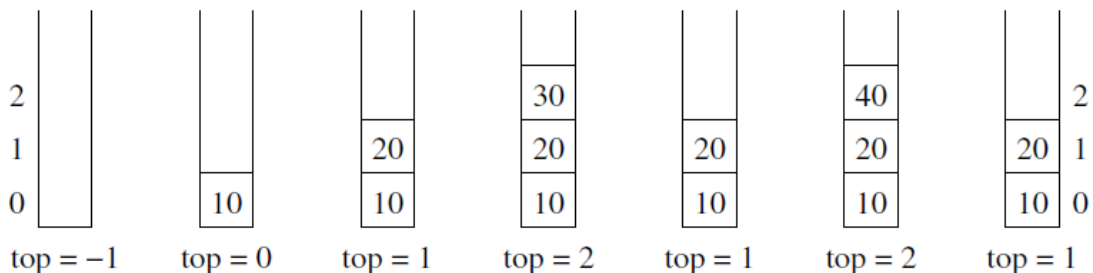 30 40
2 2
20 20 20 20 20
1 1
10 10 10 10 10 10
0 0
top = −1 top = 0 top = 1 top = 2 top = 1 top = 2 top = 1